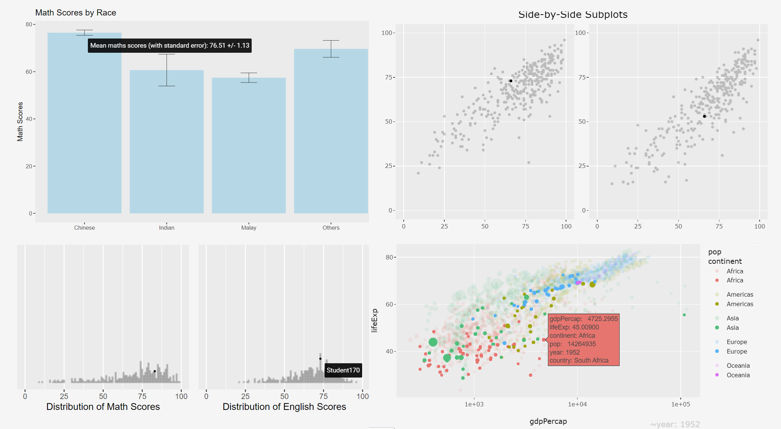 Math Scores by Race
80
60
40
20
0
Math Scores
Mean maths scores (with standard error): 76.51 +/- 1.13
Chinese
Indian
Malay
Others
Side-by-Side Subplots
100
75
50
25
0
0
25
50
75
100
0
25
50
75
100
0
25
50
75
100
Distribution of Math Scores
Student170
0
25
50
75
100
Distribution of English Scores
80
60
40
lifeExp
gdpPercap: 4725.2955
lifeExp: 45.00900
continent: Africa
pop: 14264935
year: 1952
country: South Africa
1e+03
1e+04
1e+05
gdpPercap
~year: 1952
pop
continent
Africa
Africa
Americas
Americas
Asia
Asia
Europe
Europe
Oceania
Oceania